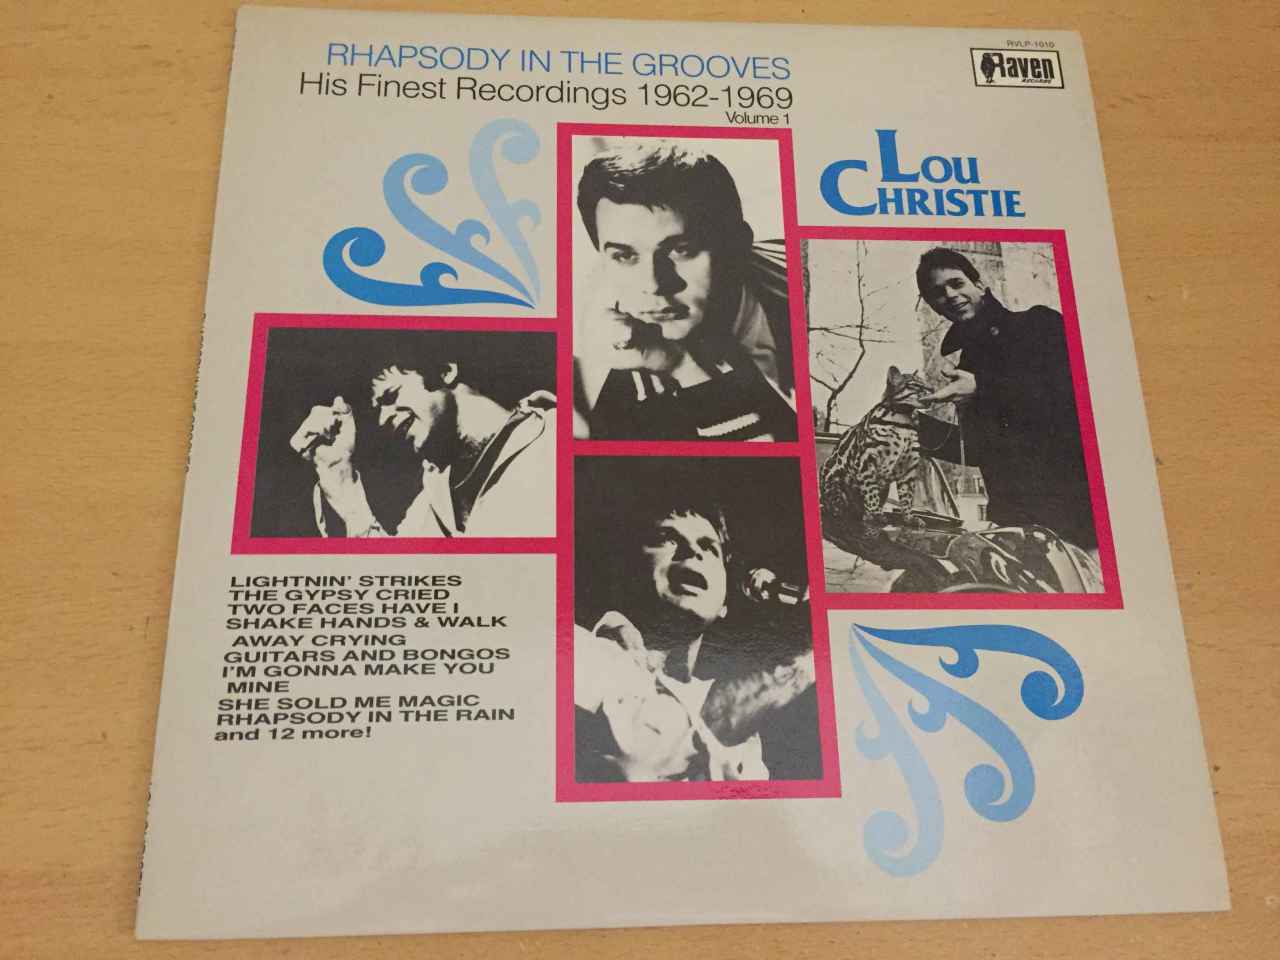 RHAPSODY IN THE GROOVES
His Finest Recordings 1962-1969
Volume 1
RVLP-1010
Raven
RECORDS
LOU
CHRISTIE
LIGHTNIN' STRIKES
THE GYPSY CRIED
TWO FACES HAVE I
SHAKE HANDS & WALK
AWAY CRYING
GUITARS AND BONGOS
I'M GONNA MAKE YOU
MINE
SHE SOLD ME MAGIC
RHAPSODY IN THE RAIN
and 12 more!